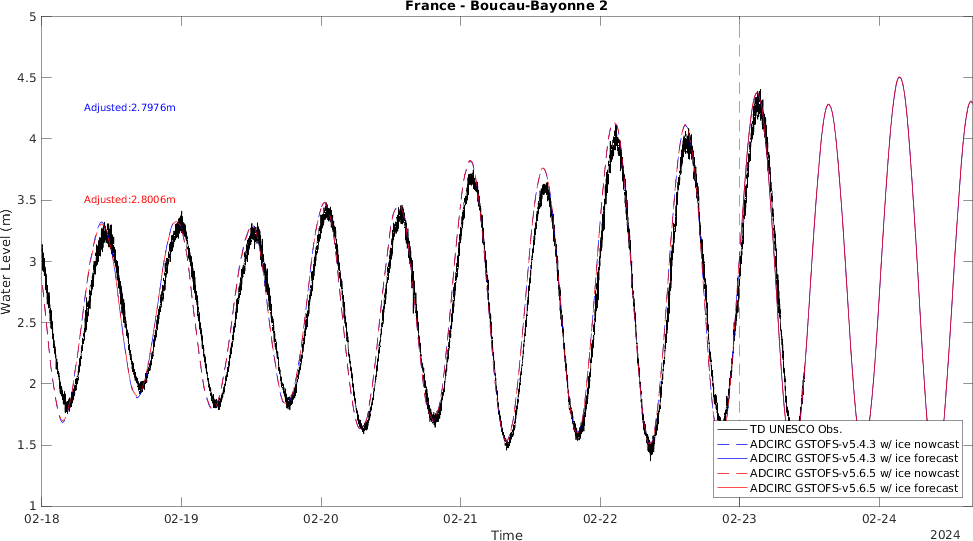 France - Boucau-Bayonne 2
5
4.5
4
3.5
3
2.5
2
1.5
1
Water Level (m)
Adjusted:2.7976m
Adjusted:2.8006m
TD UNESCO Obs.
ADCIRC GSTOFS-v5.4.3 w/ ice nowcast
ADCIRC GSTOFS-v5.4.3 w/ ice forecast
ADCIRC GSTOFS-v5.6.5 w/ ice nowcast
ADCIRC GSTOFS-v5.6.5 w/ ice forecast
02-18 02-19 02-20 02-21 02-22 02-23 02-24
Time
2024